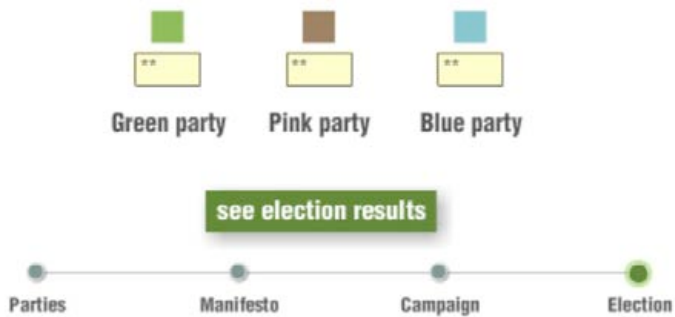 ** ** **
Green party Pink party Blue party
see election results
Parties Manifesto Campaign Election